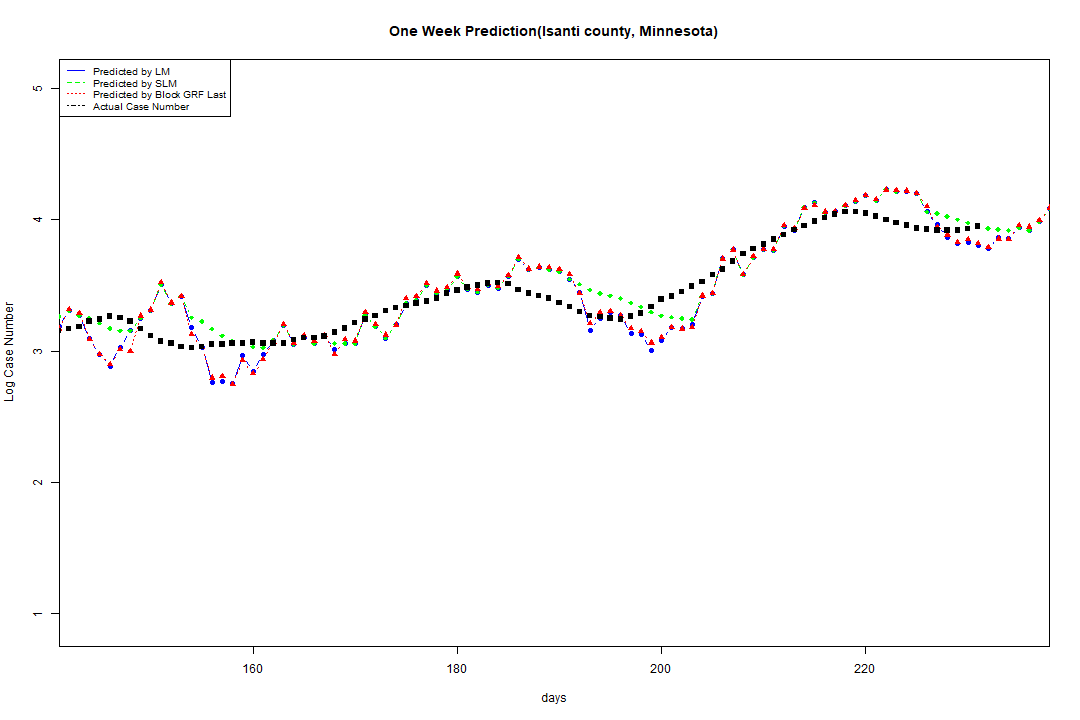 One Week Prediction(Isanti county, Minnesota)
Predicted by LM
Predicted by SLM
Predicted by Block GRF Last
Actual Case Number
5
4
3
2
1
Log Case Number
160 180 200 220
days